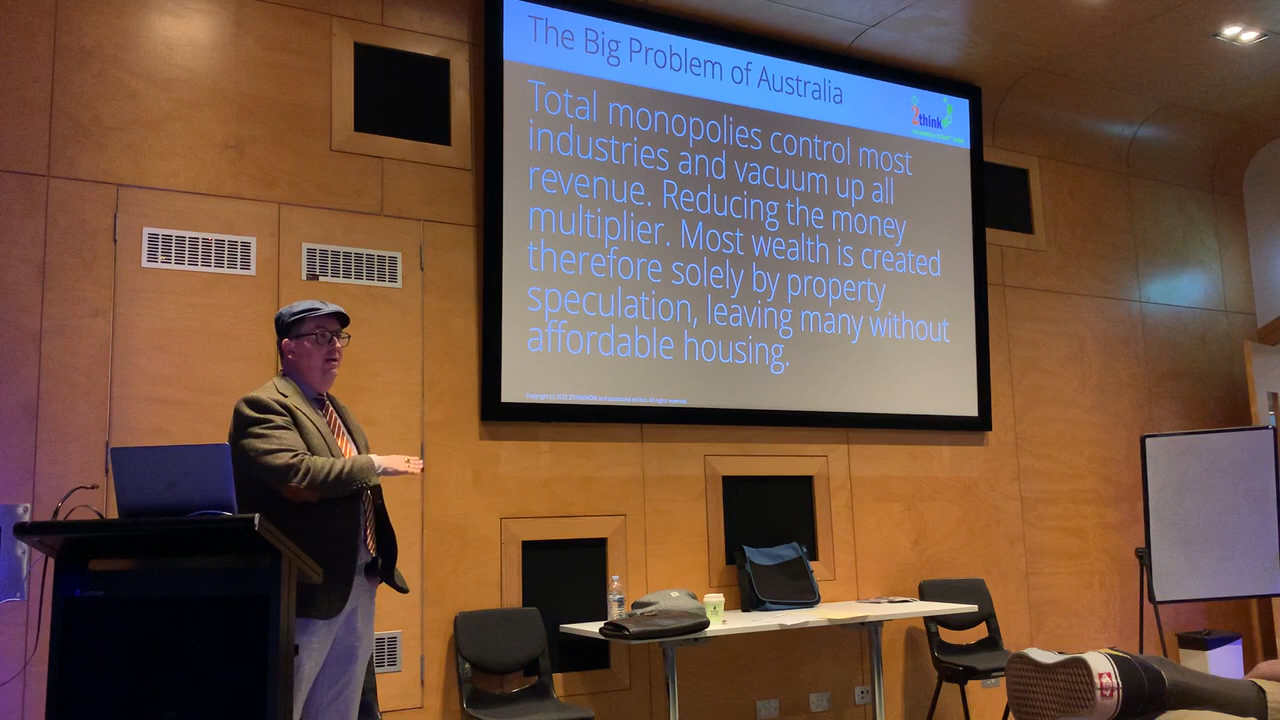 The Big Problem of Australia
2think
Total monopolies control most
industries and vacuum up all
revenue. Reducing the money
multiplier. Most wealth is created
therefore solely by property
speculation, leaving many without
affordable housing.